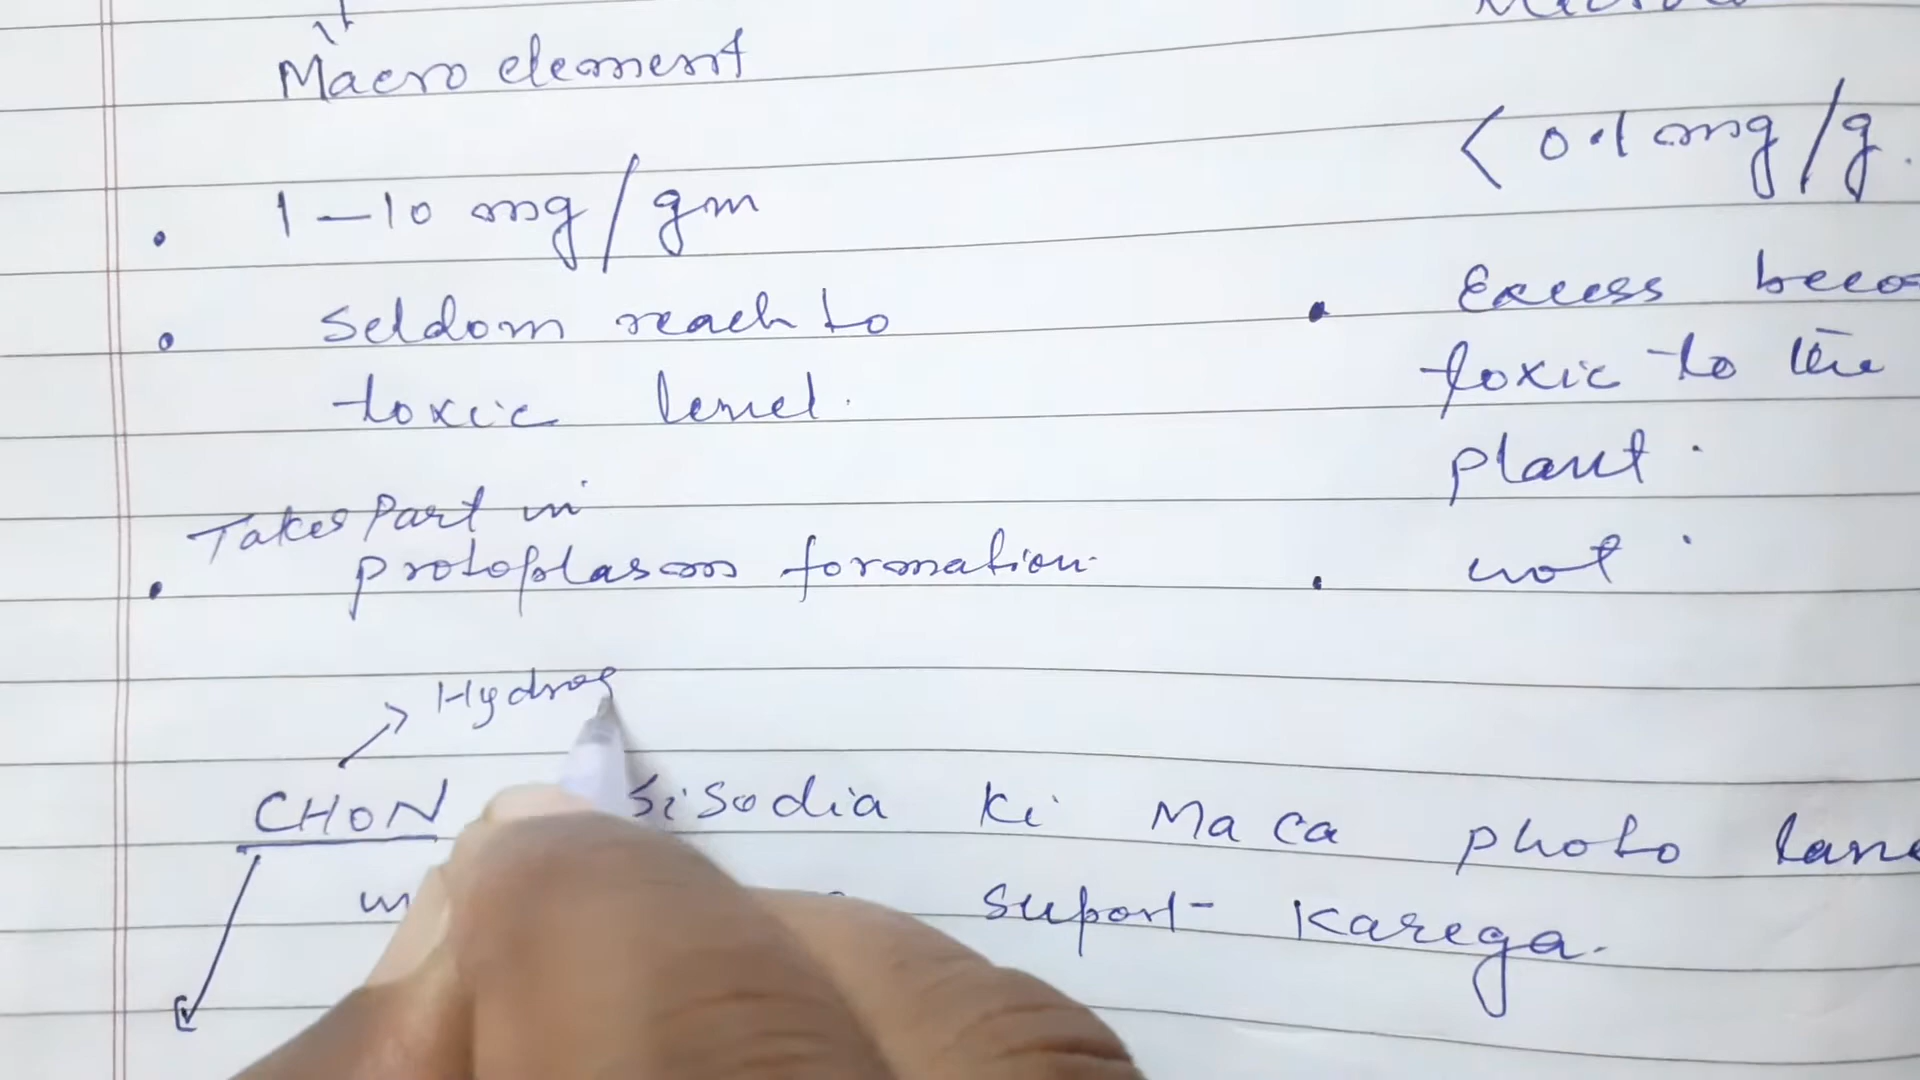 Macro element
< 0.1 mg/g.
1-10 mg/gm
Seldom reach to
toxic level.
Excess
toxic to the
plant.
Takes Part in
protoplasm formation.
not.
Hydrog
CHON Sisodia Ki Ma Ca photo
suport Karega.